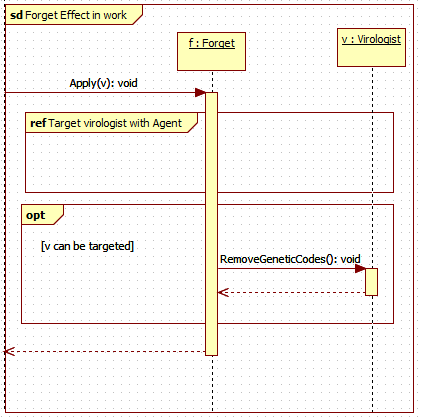 sd Forget Effect in work
f : Forget
v : Virologist
Apply(v): void
ref Target virologist with Agent
opt
[v can be targeted]
RemoveGeneticCodes(): void